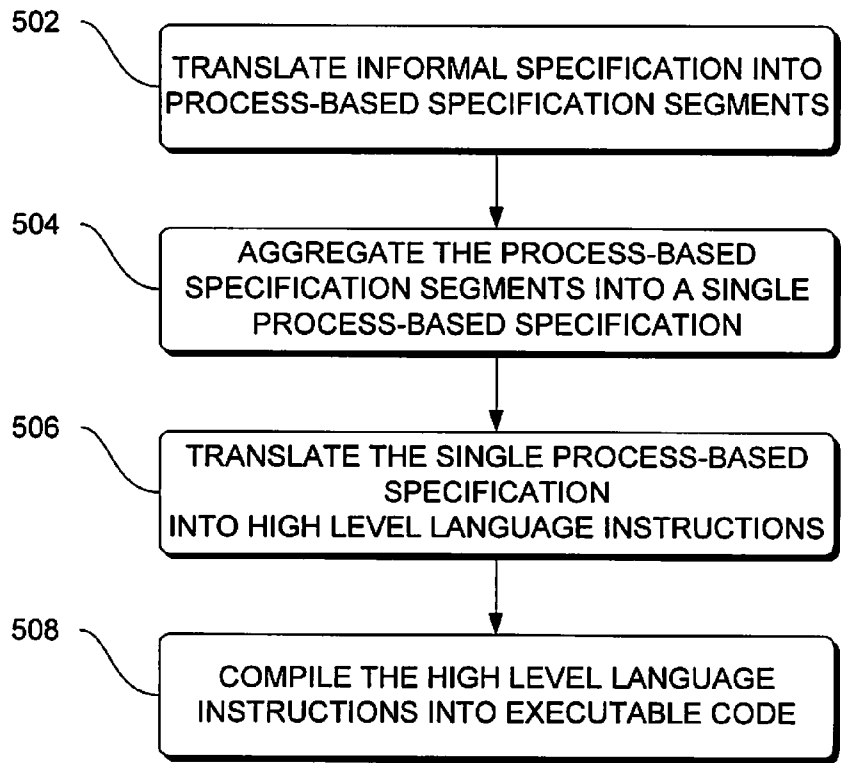 502
TRANSLATE INFORMAL SPECIFICATION INTO
PROCESS-BASED SPECIFICATION SEGMENTS
504
AGGREGATE THE PROCESS-BASED
SPECIFICATION SEGMENTS INTO A SINGLE
PROCESS-BASED SPECIFICATION
506
TRANSLATE THE SINGLE PROCESS-BASED
SPECIFICATION
INTO HIGH LEVEL LANGUAGE INSTRUCTIONS
508
COMPILE THE HIGH LEVEL LANGUAGE
INSTRUCTIONS INTO EXECUTABLE CODE